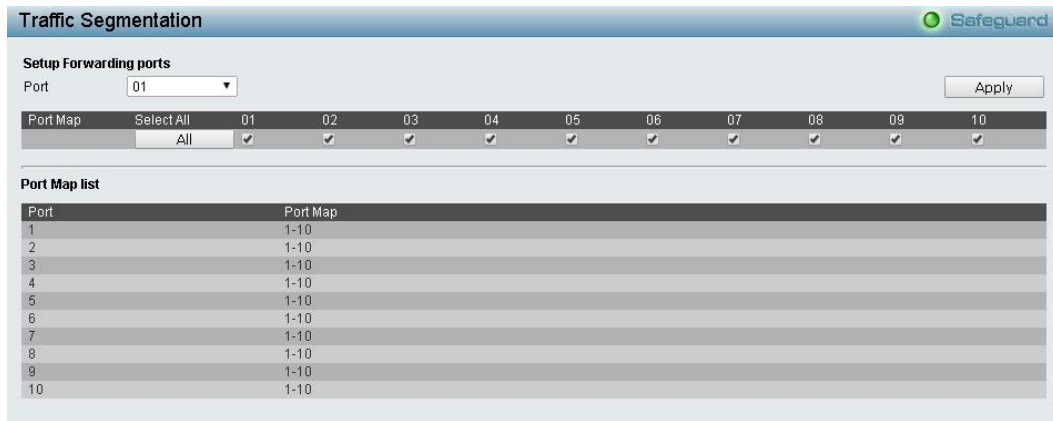 Traffic Segmentation Safeguard
Setup Forwarding ports
Port 01 Apply
Port Map Select All 01 02 03 04 05 06 07 08 09 10
All
Port Map list
Port Port Map
1 1-10
2 1-10
3 1-10
4 1-10
5 1-10
6 1-10
7 1-10
8 1-10
9 1-10
10 1-10